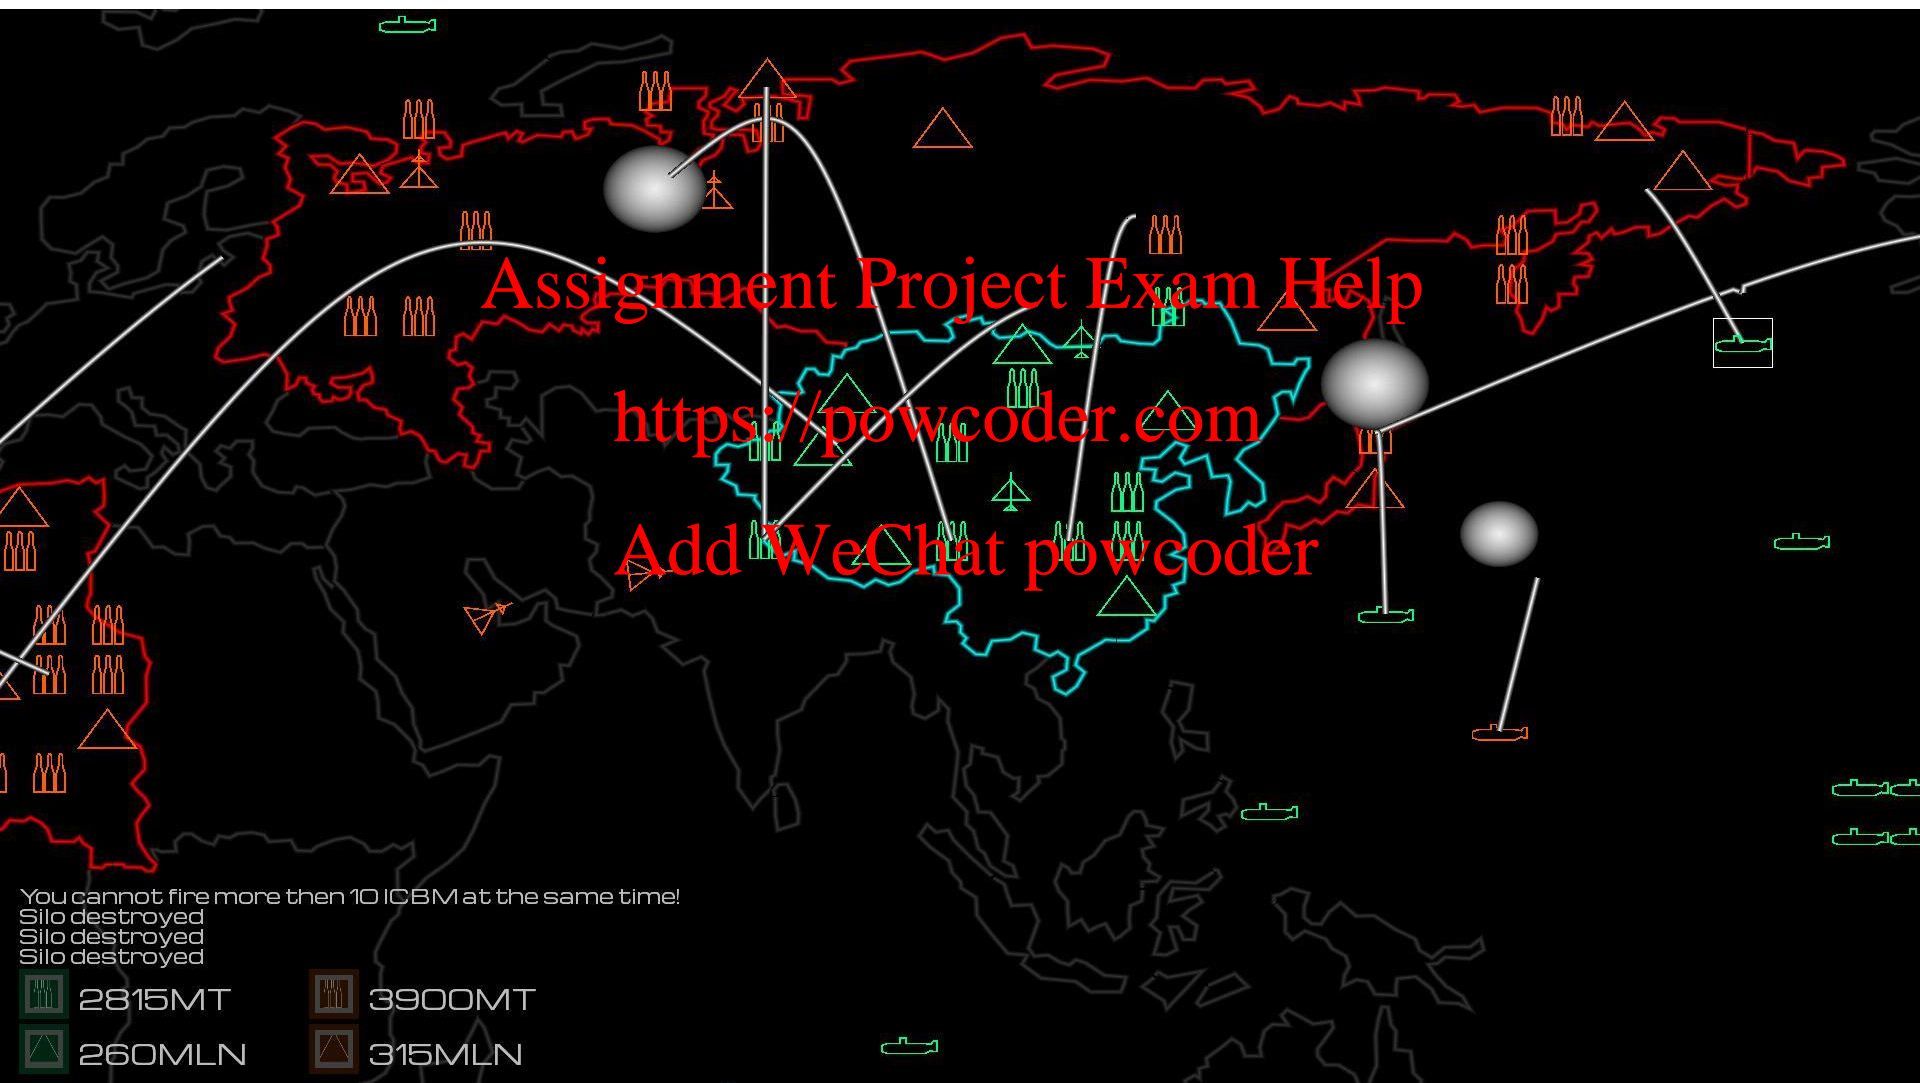 Assignment Project Exam Help
https://powcoder.com
Add WeChat powcoder
You cannot fire more then 10 ICBM at the same time!
Silo destroyed
Silo destroyed
Silo destroyed
2815MT 3900MT
260MLN 315MLN